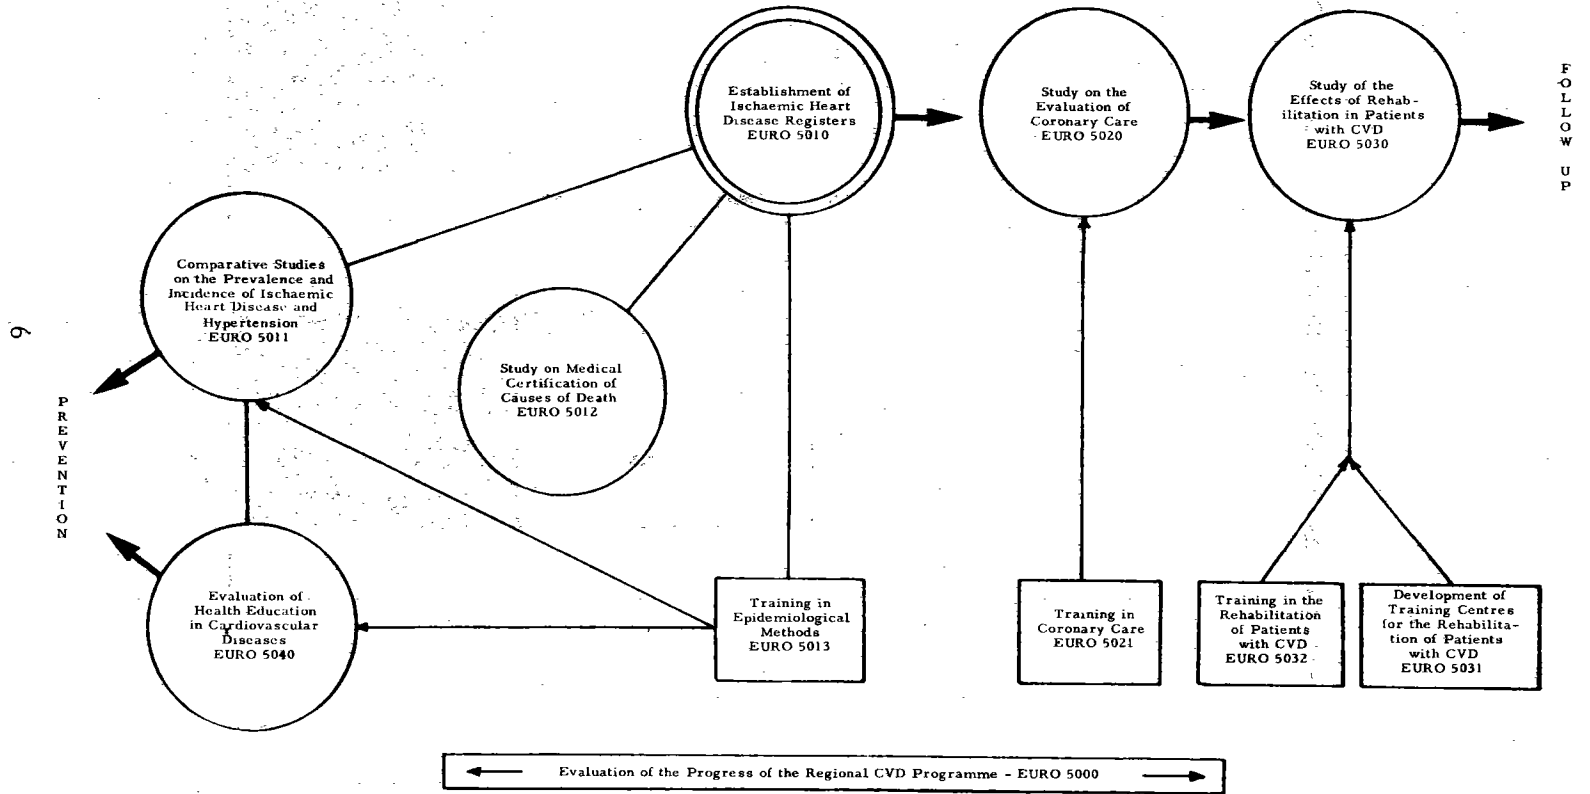 Establishment of
Ischaemic Heart
Disease Registers
EURO 5010
Study on the
Evaluation of
Coronary Care
EURO 5020
Study of the
Effects of Rehab-
ilitation in Patients
with CVD
EURO 5030
FOLLOW UP
Comparative Studies
on the Prevalence and
Incidence of Ischaemic
Heart Disease and
Hypertension
EURO 5011
Study on Medical
Certification of
Causes of Death
EURO 5012
9
PREVENTION
Evaluation of
Health Education
in Cardiovascular
Diseases
EURO 5040
Training in
Epidemiological
Methods
EURO 5013
Training in
Coronary Care
EURO 5021
Training in the
Rehabilitation
of Patients
with CVD
EURO 5032
Development of
Training Centres
for the Rehabilita-
tion of Patients
with CVD
EURO 5031
Evaluation of the Progress of the Regional CVD Programme - EURO 5000